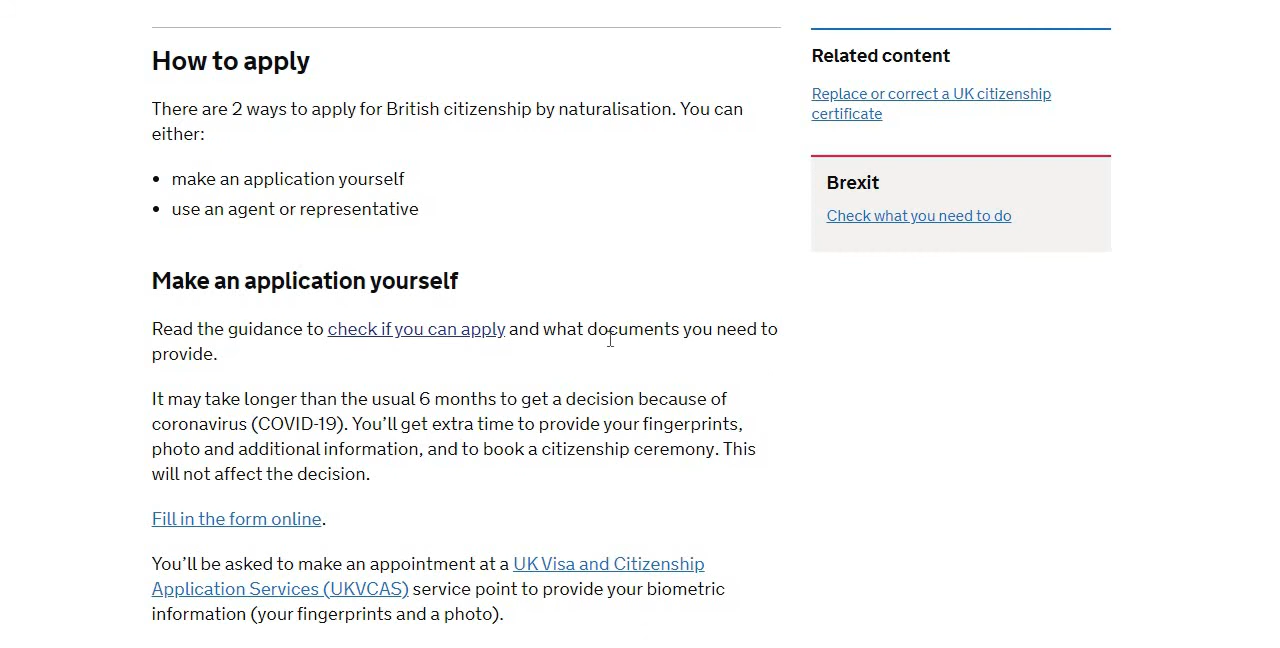 How to apply
There are 2 ways to apply for British citizenship by naturalisation. You can
either:
• make an application yourself
• use an agent or representative
Make an application yourself
Read the guidance to check if you can apply and what documents you need to
provide.
It may take longer than the usual 6 months to get a decision because of
coronavirus (COVID-19). You’ll get extra time to provide your fingerprints,
photo and additional information, and to book a citizenship ceremony. This
will not affect the decision.
Fill in the form online.
You’ll be asked to make an appointment at a UK Visa and Citizenship
Application Services (UKVCAS) service point to provide your biometric
information (your fingerprints and a photo).
Related content
Replace or correct a UK citizenship
certificate
Brexit
Check what you need to do